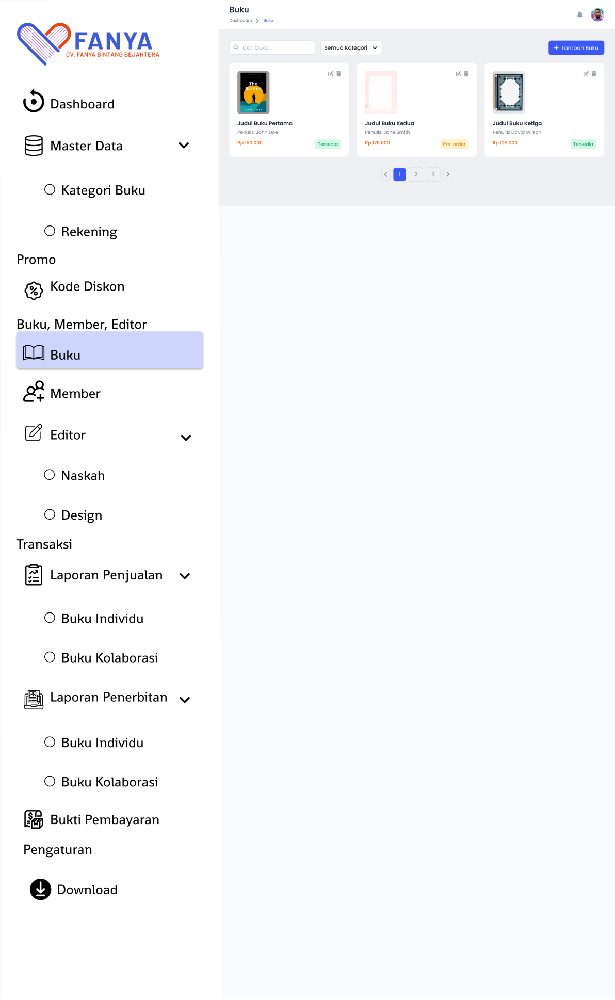 FANYA
CV. FANYA BINTANG SEJAHTERA
Dashboard
Master Data
Kategori Buku
Rekening
Promo
Kode Diskon
Buku, Member, Editor
Buku
Member
Editor
Naskah
Design
Transaksi
Laporan Penjualan
Buku Individu
Buku Kolaborasi
Laporan Penerbitan
Buku Individu
Buku Kolaborasi
Bukti Pembayaran
Pengaturan
Download
Buku
Dashboard > Buku
Cari buku...
Semua Kategori
+ Tambah Buku
The
BoVek
Judul Buku Pertama
Penulis: John Doe
Rp 150.000
Tersedia
Judul Buku Kedua
Penulis: Jane Smith
Rp 175.000
Pre-order
Judul Buku Ketiga
Penulis: David Wilson
Rp 125.000
Tersedia
1 2 3